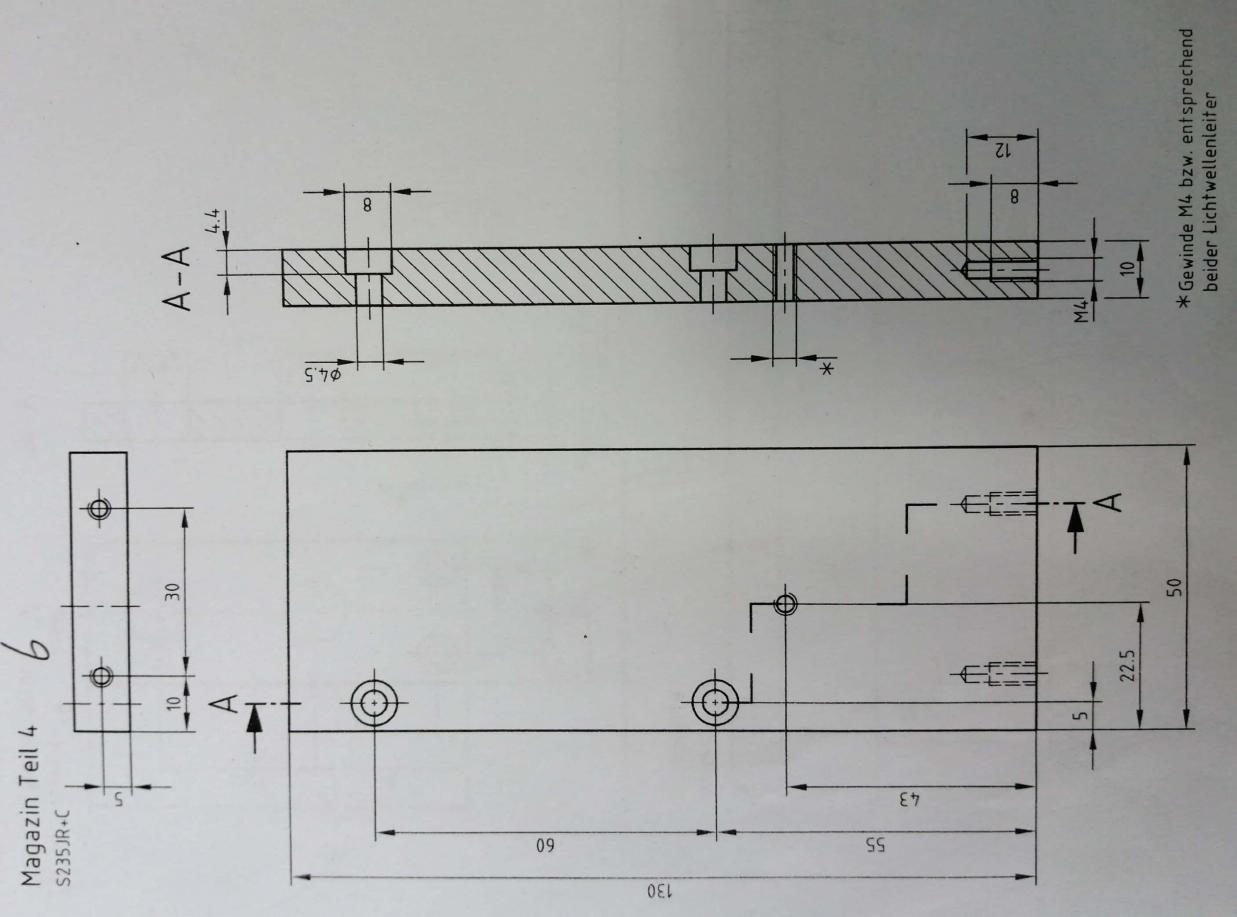 Magazin Teil 4
6
S235JR+C
5
10
30
A
A
5
22.5
50
43
60
55
130
A-A
4.4
8
Ø4.5
*
M4
10
8
12
*Gewinde M4 bzw. entsprechend
beider Lichtwellenleiter